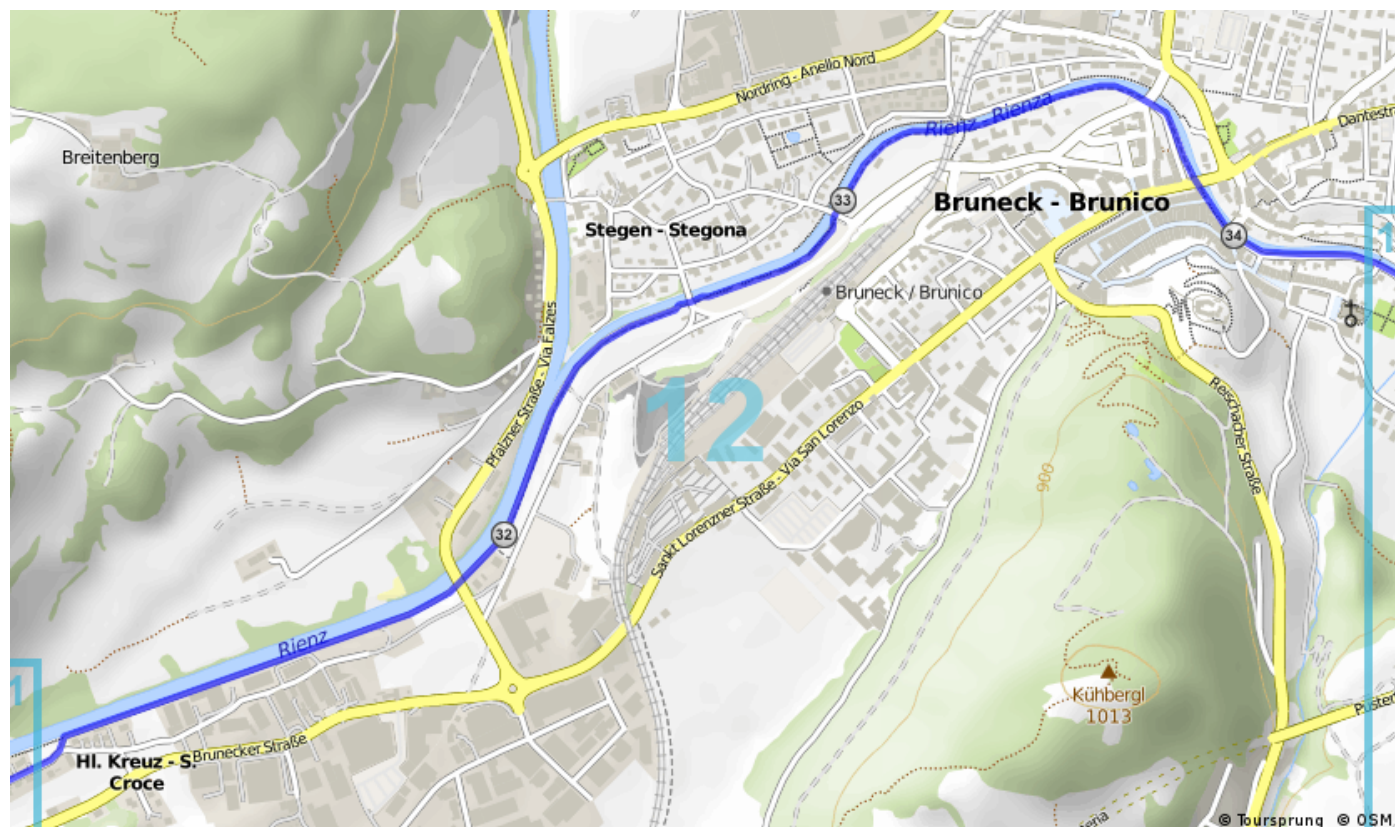 Nordring - Anello Nord
Rienz - Rienza
Breitenberg
33
Bruneck - Brunico
Stegen - Stegona
34
1
Bruneck / Brunico
Pfalzner Straße - Via Falzes
12
Reischacher Straße
Sankt Lorenzner Straße - Via San Lorenzo
900
32
Rienz
1
Kühbergl
1013
Brunecker Straße
Hl. Kreuz - S.
Croce
© Toursprung © OSM